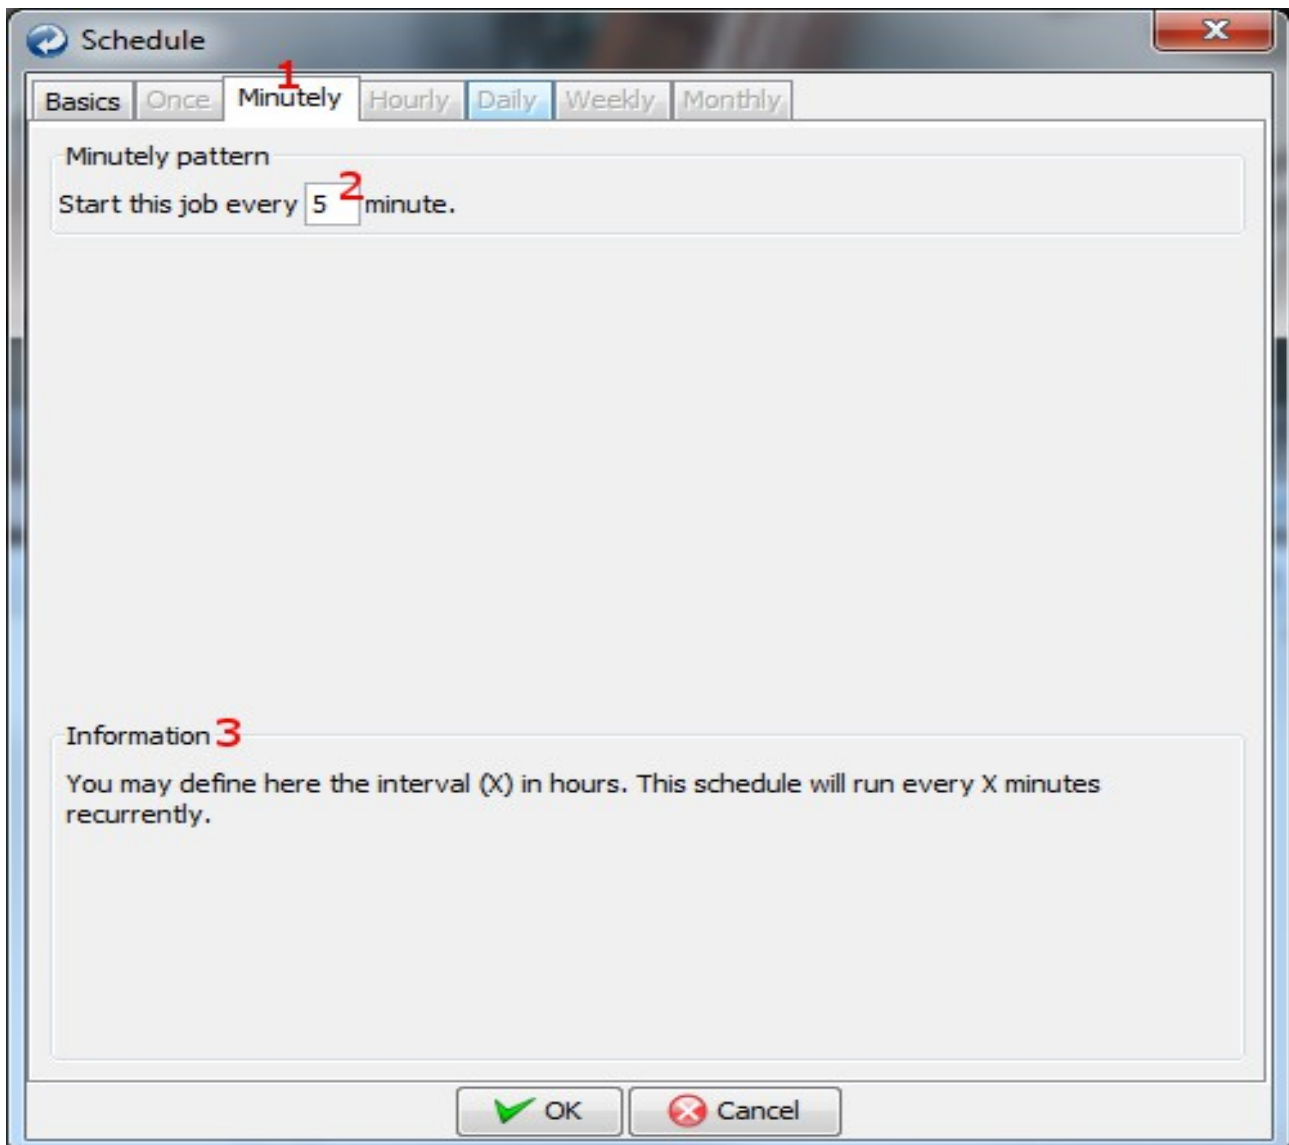 Schedule
1
Basics Once Minutely Hourly Daily Weekly Monthly
Minutely pattern
Start this job every 5 2 minute.
Information 3
You may define here the interval (X) in hours. This schedule will run every X minutes
recurrently.
OK Cancel